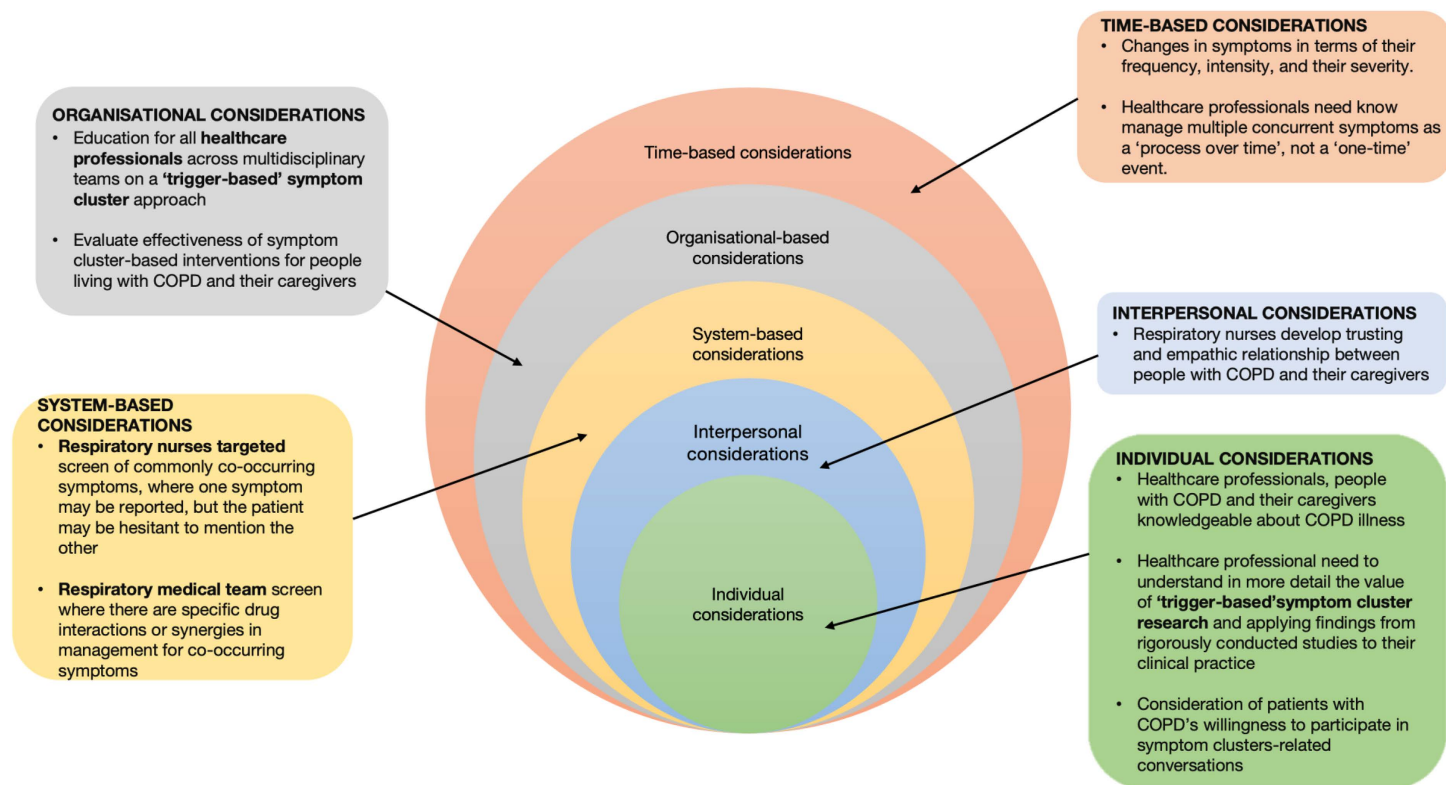 TIME-BASED CONSIDERATIONS
• Changes in symptoms in terms of their
frequency, intensity, and their severity.
• Healthcare professionals need know
manage multiple concurrent symptoms as
a ‘process over time’, not a ‘one-time’
event.
ORGANISATIONAL CONSIDERATIONS
• Education for all healthcare
professionals across multidisciplinary
teams on a ‘trigger-based’ symptom
cluster approach
• Evaluate effectiveness of symptom
cluster-based interventions for people
living with COPD and their caregivers
Time-based considerations
Organisational-based
considerations
System-based
considerations
Interpersonal
considerations
Individual
considerations
INTERPERSONAL CONSIDERATIONS
• Respiratory nurses develop trusting
and empathic relationship between
people with COPD and their caregivers
SYSTEM-BASED
CONSIDERATIONS
• Respiratory nurses targeted
screen of commonly co-occurring
symptoms, where one symptom
may be reported, but the patient
may be hesitant to mention the
other
• Respiratory medical team screen
where there are specific drug
interactions or synergies in
management for co-occurring
symptoms
INDIVIDUAL CONSIDERATIONS
• Healthcare professionals, people
with COPD and their caregivers
knowledgeable about COPD illness
• Healthcare professional need to
understand in more detail the value
of ‘trigger-based’symptom cluster
research and applying findings from
rigorously conducted studies to their
clinical practice
• Consideration of patients with
COPD’s willingness to participate in
symptom clusters-related
conversations